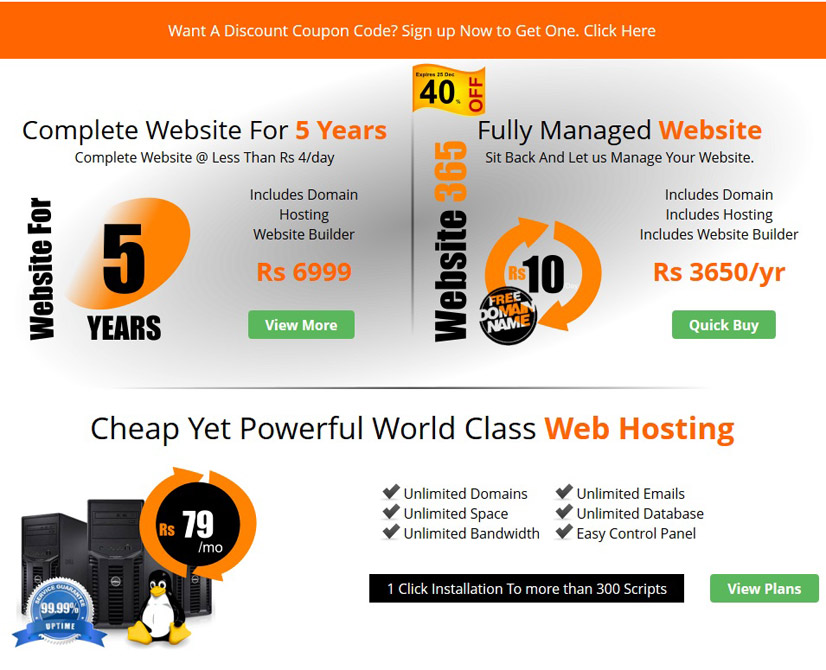 Want A Discount Coupon Code? Sign up Now to Get One. Click Here
Complete Website For 5 Years
Complete Website @ Less Than Rs 4/day
Website For
5
YEARS
Includes Domain
Hosting
Website Builder
Rs 6999
View More
Expires 25 Dec
40% OFF
Fully Managed Website
Sit Back And Let us Manage Your Website.
Website 365
Rs 10
FREE
DOMAIN
NAME
Includes Domain
Includes Hosting
Includes Website Builder
Rs 3650/yr
Quick Buy
Cheap Yet Powerful World Class Web Hosting
Rs 79
/mo
SERVICE GUARANTEE
99.99%
UPTIME
Unlimited Domains
Unlimited Space
Unlimited Bandwidth
Unlimited Emails
Unlimited Database
Easy Control Panel
1 Click Installation To more than 300 Scripts
View Plans